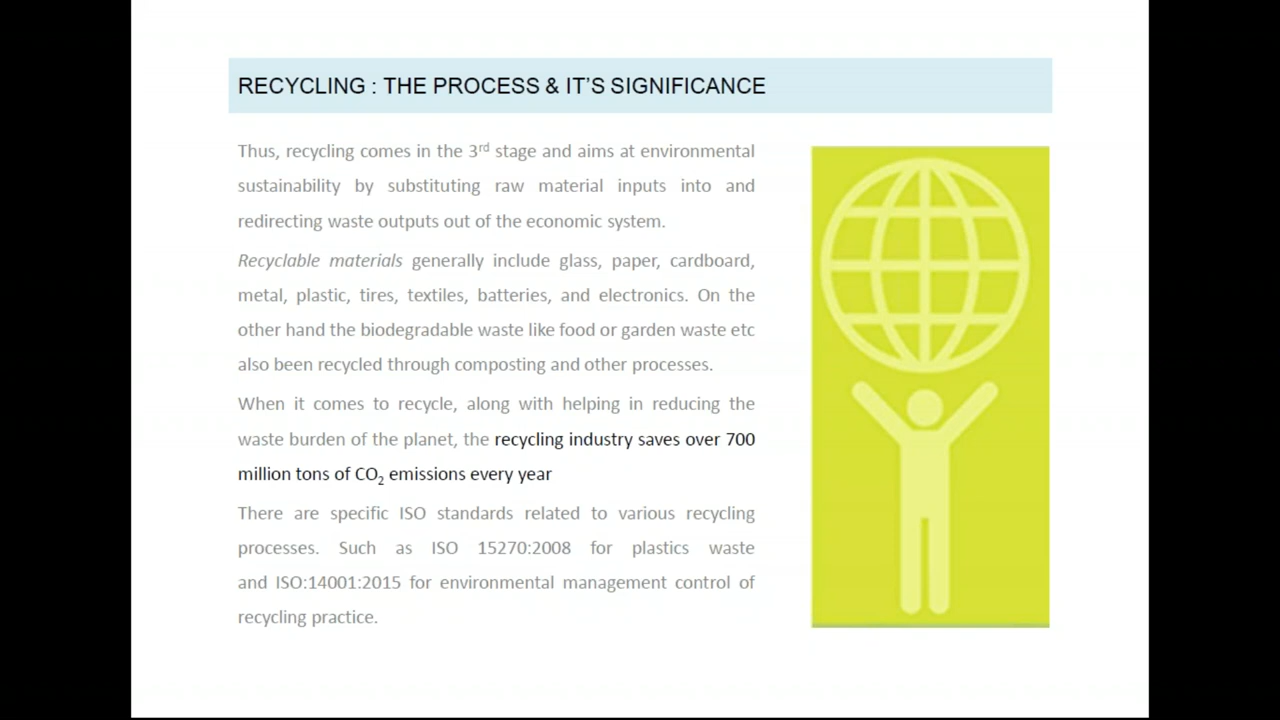 RECYCLING : THE PROCESS & IT’S SIGNIFICANCE
Thus, recycling comes in the 3rd stage and aims at environmental
sustainability by substituting raw material inputs into and
redirecting waste outputs out of the economic system.
Recyclable materials generally include glass, paper, cardboard,
metal, plastic, tires, textiles, batteries, and electronics. On the
other hand the biodegradable waste like food or garden waste etc
also been recycled through composting and other processes.
When it comes to recycle, along with helping in reducing the
waste burden of the planet, the recycling industry saves over 700
million tons of CO2 emissions every year
There are specific ISO standards related to various recycling
processes. Such as ISO 15270:2008 for plastics waste
and ISO:14001:2015 for environmental management control of
recycling practice.